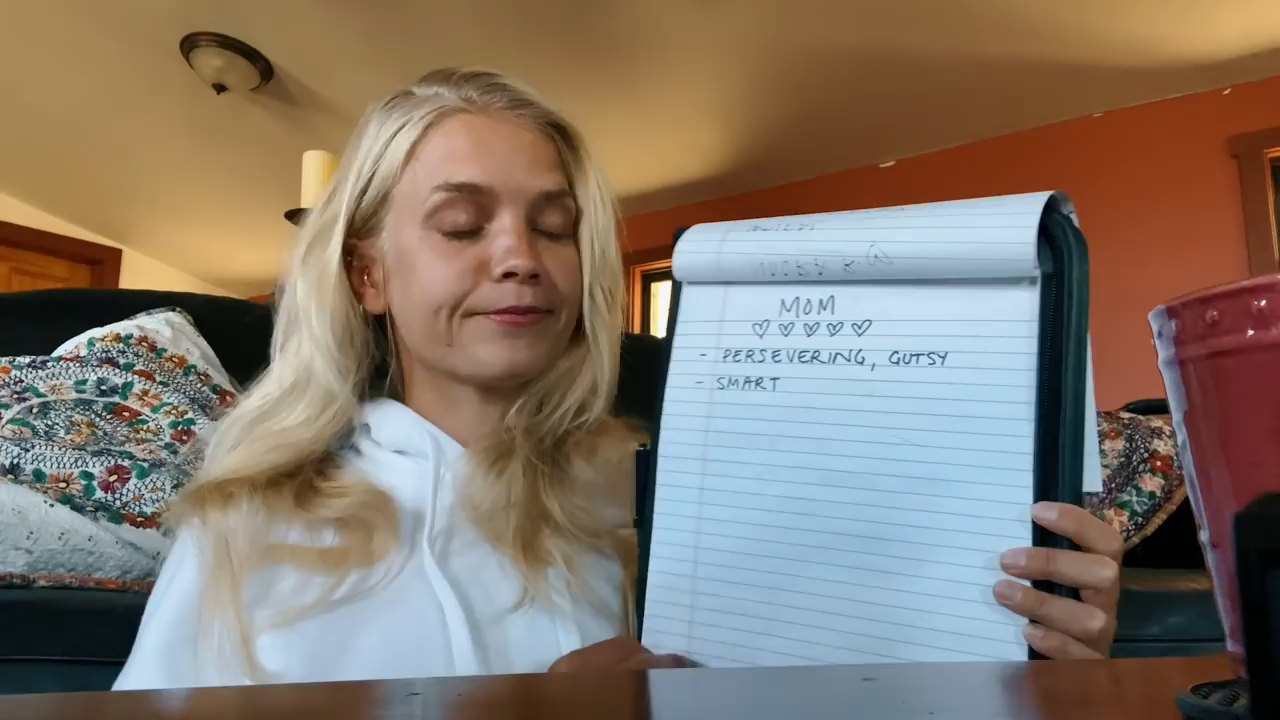 MOM
♡♡♡♡♡
- PERSEVERING, GUTSY
- SMART